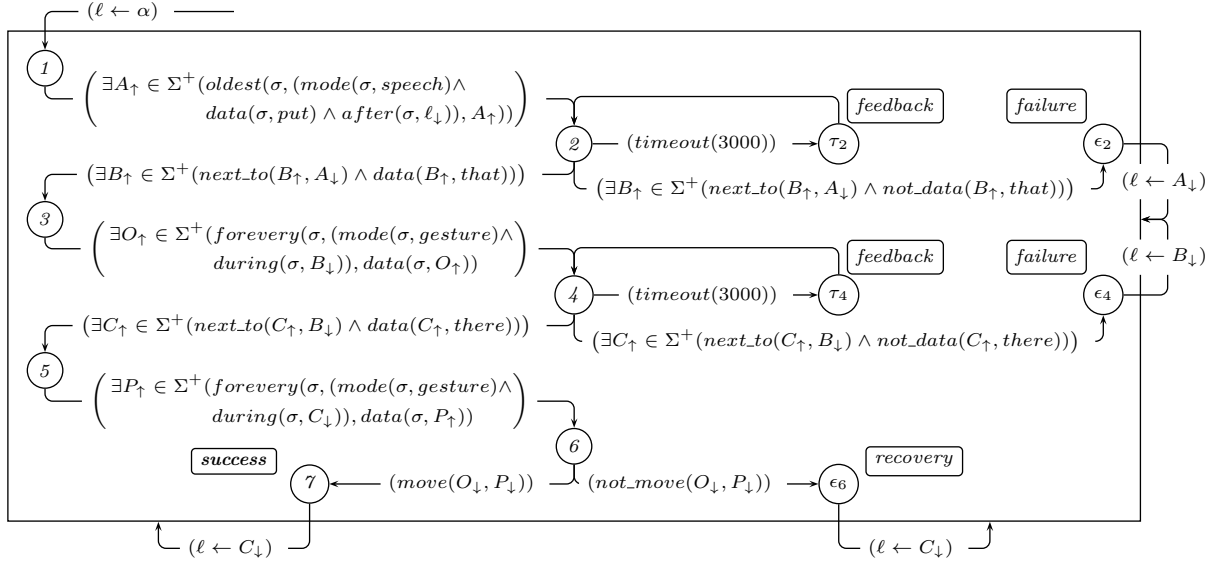 (ℓ ← α)
1
(∃A↑ ∈ Σ⁺(oldest(σ, (mode(σ, speech)∧
data(σ, put) ∧ after(σ, ℓ↓)), A↑)))
feedback
failure
2
(timeout(3000))
τ₂
ϵ₂
(∃B↑ ∈ Σ⁺(next_to(B↑, A↓) ∧ data(B↑, that)))
(∃B↑ ∈ Σ⁺(next_to(B↑, A↓) ∧ not_data(B↑, that)))
(ℓ ← A↓)
3
(∃O↑ ∈ Σ⁺(forevery(σ, (mode(σ, gesture)∧
during(σ, B↓)), data(σ, O↑)))
feedback
failure
(ℓ ← B↓)
4
(timeout(3000))
τ₄
ϵ₄
(∃C↑ ∈ Σ⁺(next_to(C↑, B↓) ∧ data(C↑, there)))
(∃C↑ ∈ Σ⁺(next_to(C↑, B↓) ∧ not_data(C↑, there)))
5
(∃P↑ ∈ Σ⁺(forevery(σ, (mode(σ, gesture)∧
during(σ, C↓)), data(σ, P↑)))
6
success
recovery
7
(move(O↓, P↓))
(not_move(O↓, P↓))
ϵ₆
(ℓ ← C↓)
(ℓ ← C↓)